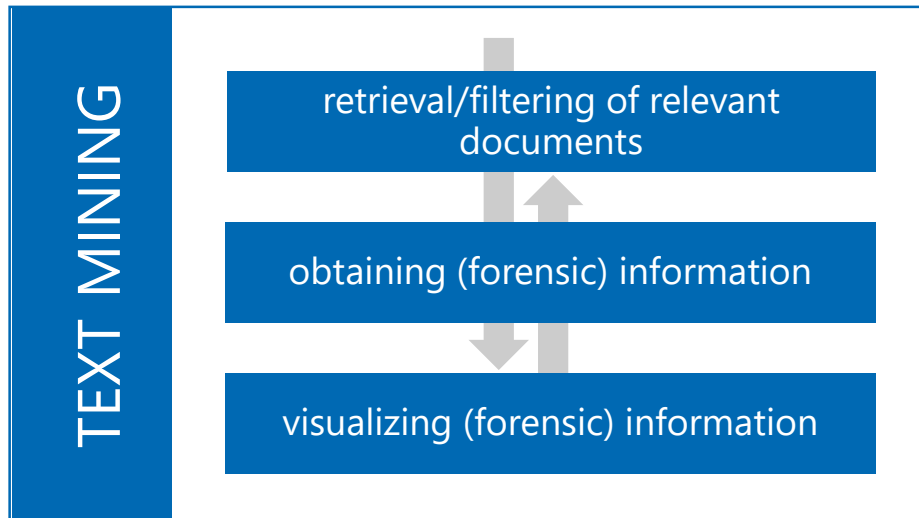 TEXT MINING
retrieval/filtering of relevant
documents
obtaining (forensic) information
visualizing (forensic) information